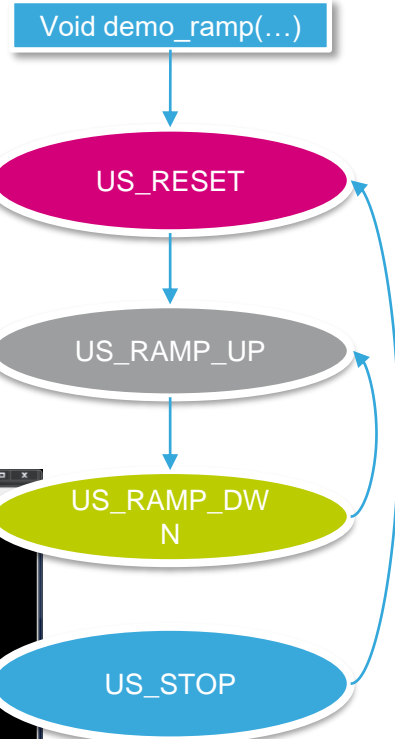 Void demo_ramp(…)
US_RESET
US_RAMP_UP
US_RAMP_DW
N
US_STOP